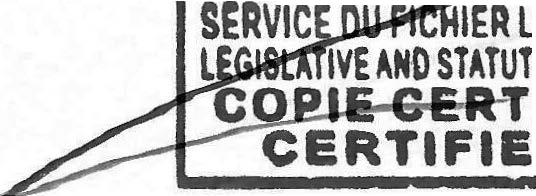 SERVICE DU FICHIER L
LEGISLATIVE AND STATUT
COPIE CERT
CERTIFIE